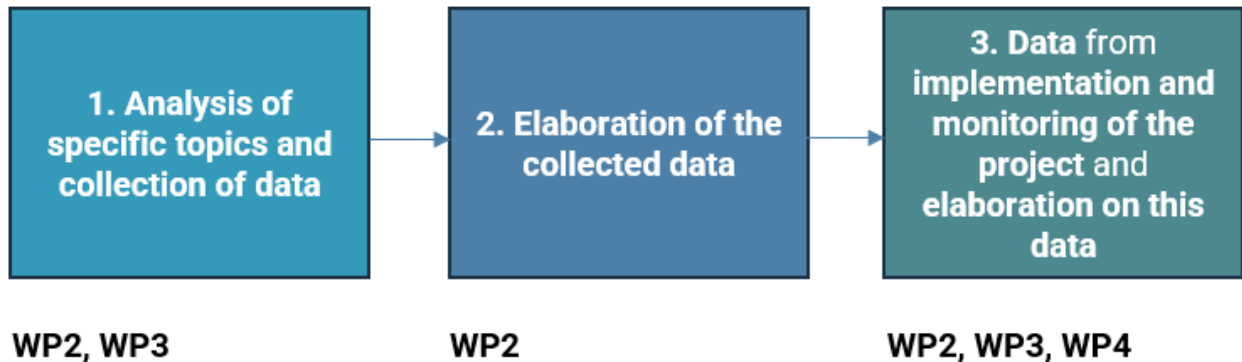 1. Analysis of
specific topics and
collection of data
2. Elaboration of the
collected data
3. Data from
implementation and
monitoring of the
project and
elaboration on this
data
WP2, WP3
WP2
WP2, WP3, WP4